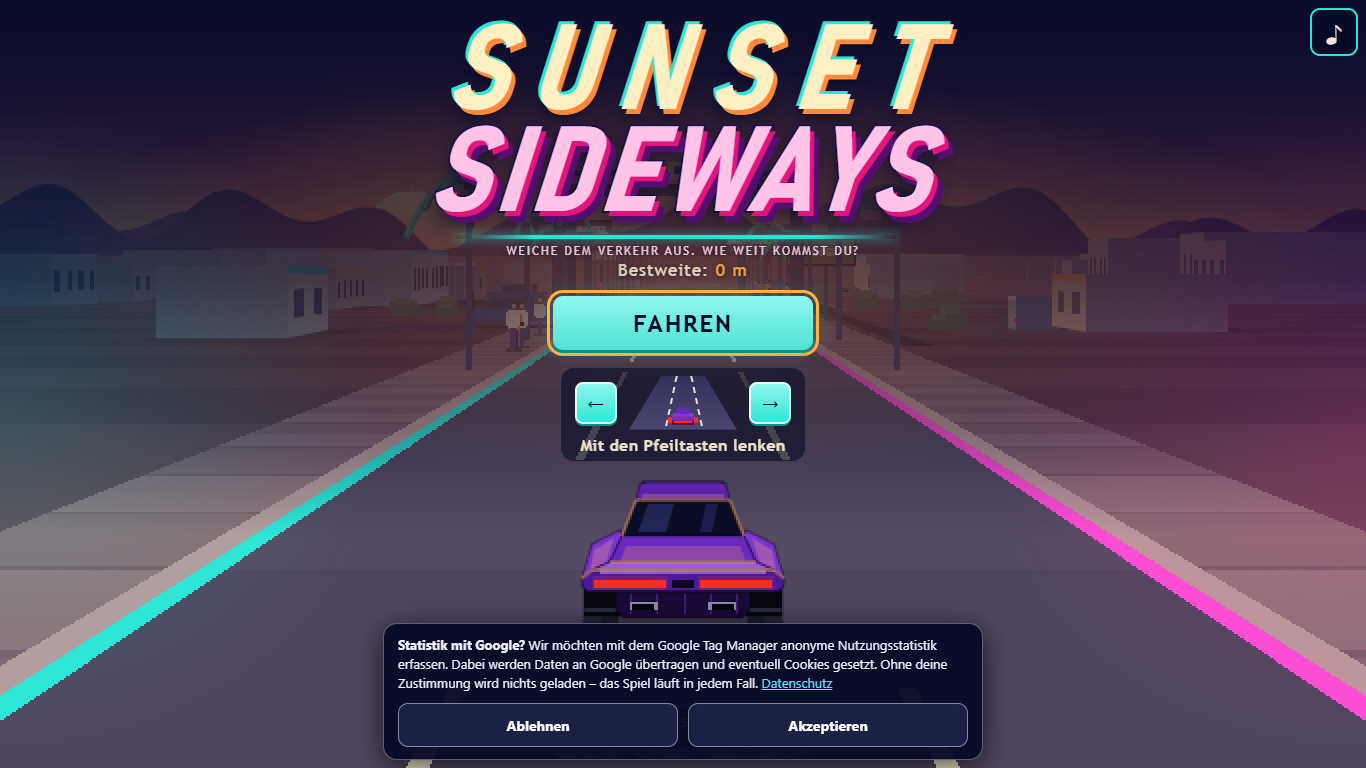 SUNSET
SIDEWAYS
WEICHE DEM VERKEHR AUS. WIE WEIT KOMMST DU?
Bestweite: 0 m
FAHREN
← →
Mit den Pfeiltasten lenken
Statistik mit Google? Wir möchten mit dem Google Tag Manager anonyme Nutzungsstatistik
erfassen. Dabei werden Daten an Google übertragen und eventuell Cookies gesetzt. Ohne deine
Zustimmung wird nichts geladen – das Spiel läuft in jedem Fall. Datenschutz
Ablehnen
Akzeptieren